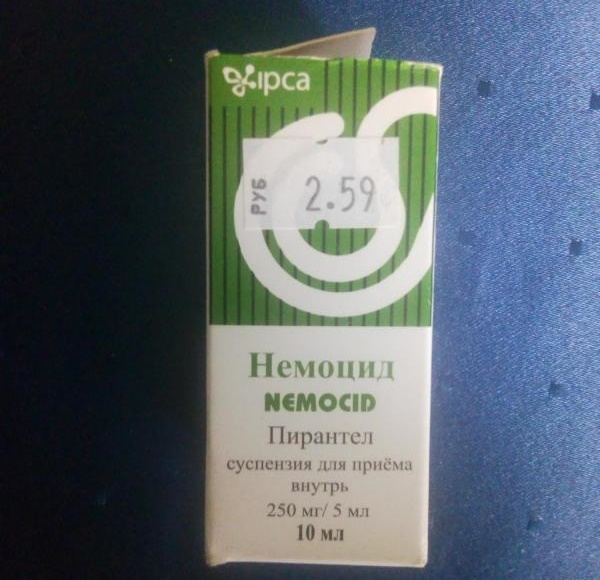 ipca
РУБ 2.59
Немоцид
NEMOCID
Пирантел
суспензия для приёма
внутрь
250 мг/ 5 мл
10 мл